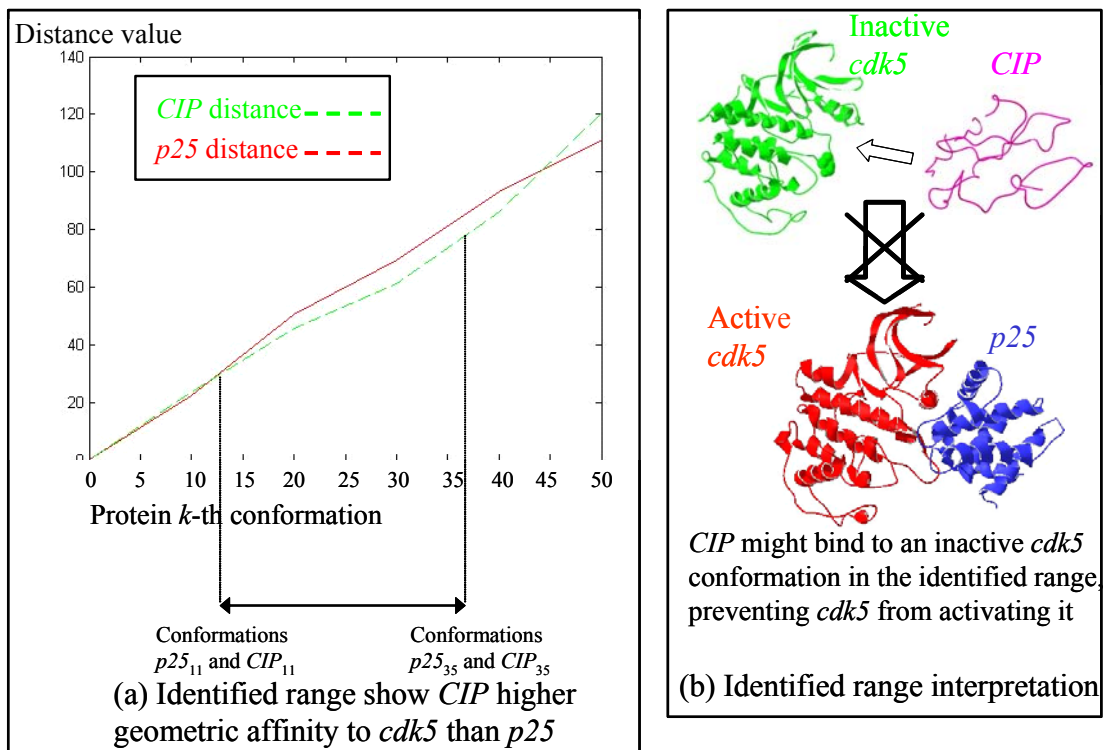 Distance value
140
120
100
80
60
40
20
0
CIP distance
p25 distance
0 5 10 15 20 25 30 35 40 45 50
Protein k-th conformation
Conformations
p25₁₁ and CIP₁₁
Conformations
p25₃₅ and CIP₃₅
(a) Identified range show CIP higher
geometric affinity to cdk5 than p25
Inactive
cdk5
CIP
Active
cdk5
p25
CIP might bind to an inactive cdk5
conformation in the identified range,
preventing cdk5 from activating it
(b) Identified range interpretation